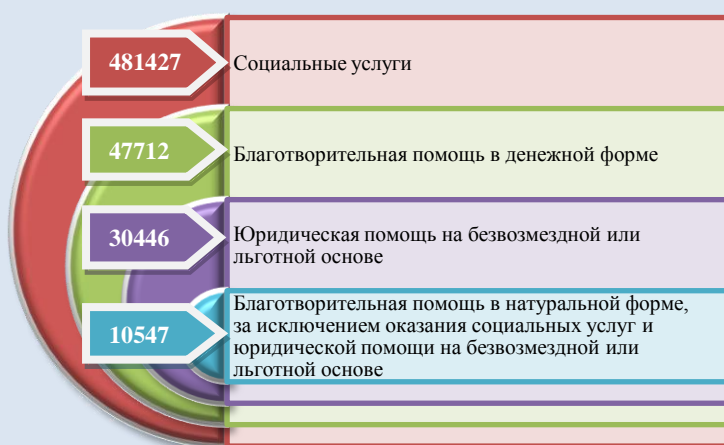 481427
Социальные услуги
47712
Благотворительная помощь в денежной форме
30446
Юридическая помощь на безвозмездной или
льготной основе
10547
Благотворительная помощь в натуральной форме,
за исключением оказания социальных услуг и
юридической помощи на безвозмездной или
льготной основе